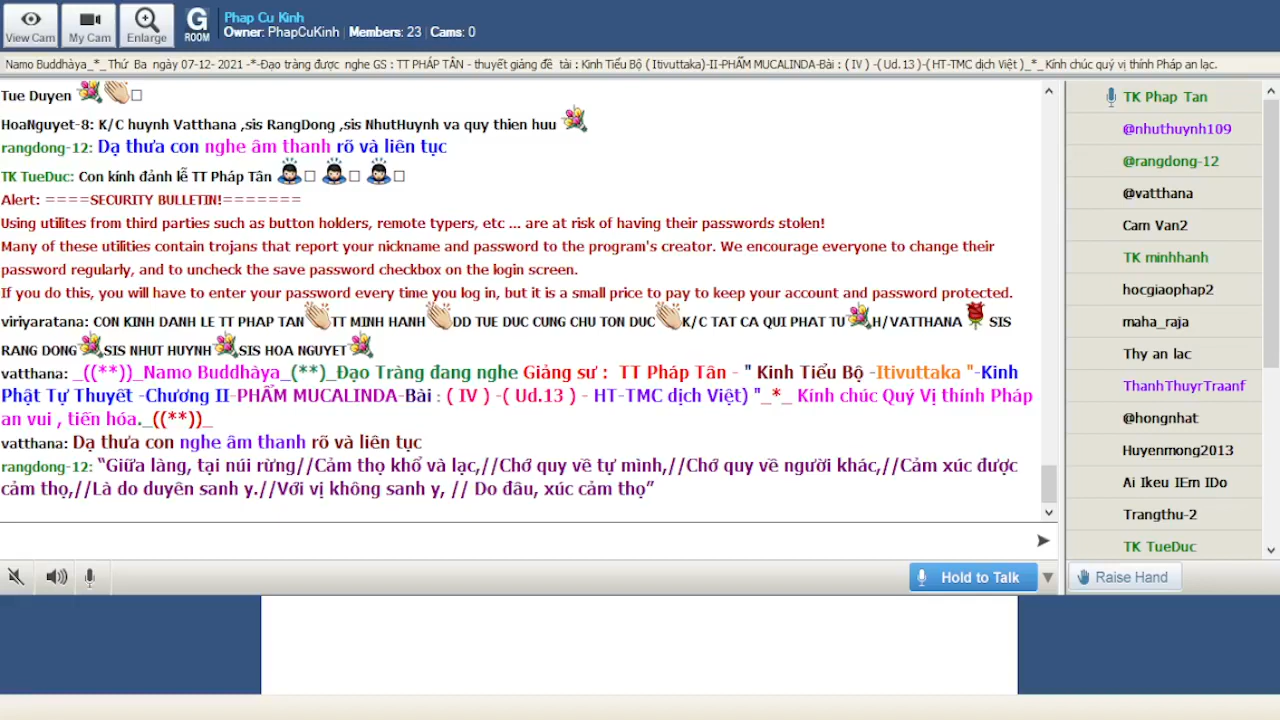 View Cam
My Cam
Enlarge
G
ROOM
Phap Cu Kinh
Owner: PhapCuKinh | Members: 23 | Cams: 0
Namo Buddhàya_*_Thứ Ba ngày 07-12- 2021 -*-Đạo tràng được nghe GS : TT PHÁP TÂN - thuyết giảng đề tài : Kinh Tiểu Bộ ( Itivuttaka)-II-PHẨM MUCALINDA-Bài : ( IV ) -( Ud. 13 )-( HT-TMC dịch Việt )_*_ Kính chúc quý vị thính Pháp an lạc.
Tue Duyen
HoaNguyet-8: K/C huynh Vatthana ,sis RangDong ,sis NhutHuynh va quy thien huu
rangdong-12: Dạ thưa con nghe âm thanh rõ và liên tục
TK TueDuc: Con kính đảnh lễ TT Pháp Tân
Alert: ====SECURITY BULLETIN!=======
Using utilites from third parties such as button holders, remote typers, etc ... are at risk of having their passwords stolen!
Many of these utilities contain trojans that report your nickname and password to the program's creator. We encourage everyone to change their
password regularly, and to uncheck the save password checkbox on the login screen.
If you do this, you will have to enter your password every time you log in, but it is a small price to pay to keep your account and password protected.
viriyaratana: CON KINH DANH LE TT PHAP TAN TT MINH HANH DD TUE DUC CUNG CHU TON DUC K/C TAT CA QUI PHAT TU H/VATTHANA SIS
RANG DONG SIS NHUT HUYNH SIS HOA NGUYET
vatthana: _((**))_Namo Buddhàya_(**)_Đạo Tràng đang nghe Giảng sư : TT Pháp Tân - " Kinh Tiểu Bộ -Itivuttaka "-Kinh
Phật Tự Thuyết -Chương II-PHẨM MUCALINDA-Bài : ( IV ) -( Ud.13 ) - HT-TMC dịch Việt) "_*_ Kính chúc Quý Vị thính Pháp
an vui , tiến hóa._((**))_
vatthana: Dạ thưa con nghe âm thanh rõ và liên tục
rangdong-12: “Giữa làng, tại núi rừng//Cảm thọ khổ và lạc,//Chớ quy về tự mình,//Chớ quy về người khác,//Cảm xúc được
cảm thọ,//Là do duyên sanh y.//Với vị không sanh y, // Do đâu, xúc cảm thọ”
Hold to Talk
TK Phap Tan
@nhuthuynh109
@rangdong-12
@vatthana
Cam Van2
TK minhhanh
hocgiaophap2
maha_raja
Thy an lac
ThanhThuyrTraanf
@hongnhat
Huyenmong2013
Ai Ikeu IEm IDo
Trangthu-2
TK TueDuc
Raise Hand